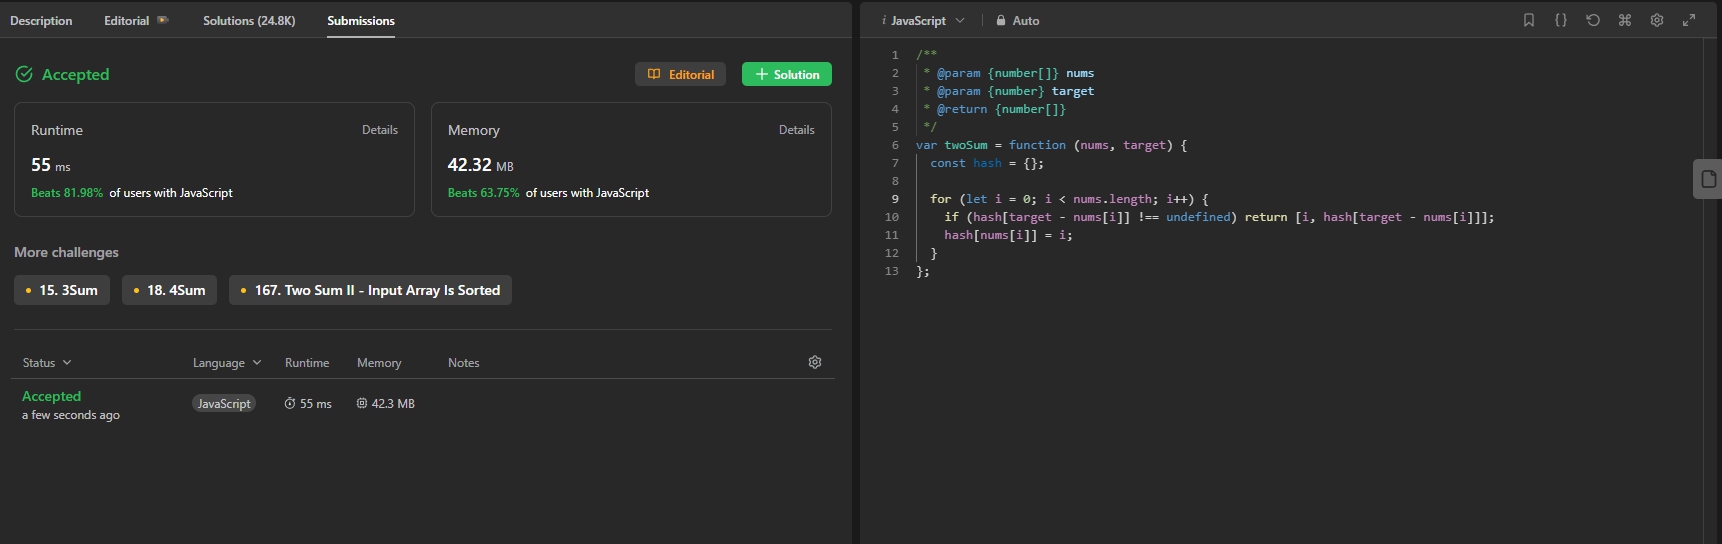 Description Editorial Solutions (24.8K) Submissions
Accepted Editorial + Solution
Runtime Details
55 ms
Beats 81.98% of users with JavaScript
Memory Details
42.32 MB
Beats 63.75% of users with JavaScript
More challenges
15. 3Sum 18. 4Sum 167. Two Sum II - Input Array Is Sorted
Status Language Runtime Memory Notes
Accepted
a few seconds ago
JavaScript 55 ms 42.3 MB
i JavaScript Auto
1 /**
2  * @param {number[]} nums
3  * @param {number} target
4  * @return {number[]}
5  */
6 var twoSum = function (nums, target) {
7   const hash = {};
8
9   for (let i = 0; i < nums.length; i++) {
10     if (hash[target - nums[i]] !== undefined) return [i, hash[target - nums[i]]];
11     hash[nums[i]] = i;
12   }
13 };